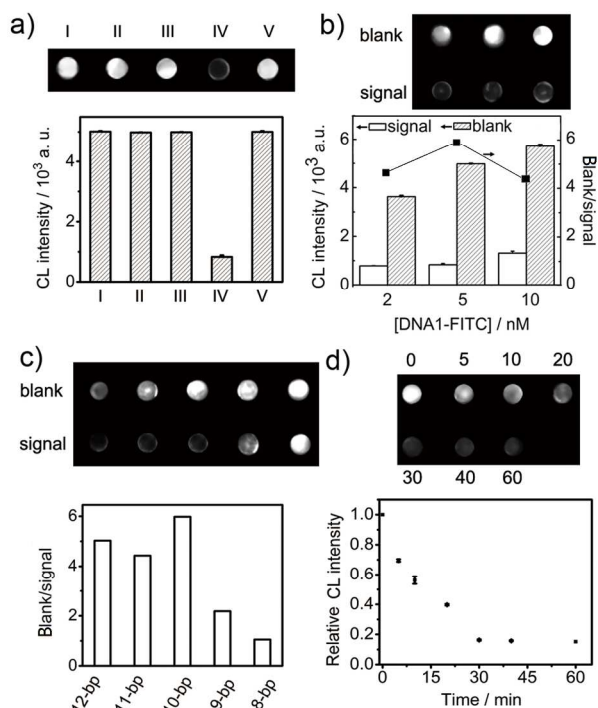 a)
I II III IV V
CL intensity / 10³ a. u.
4
2
0
I II III IV V
b)
blank
signal
signal blank
CL intensity / 10³ a. u.
6
4
2
0
Blank/signal
6
4
2
0
2 5 10
[DNA1-FITC] / nM
c)
blank
signal
Blank/signal
6
4
2
0
12-bp 11-bp 10-bp 9-bp 8-bp
d)
0 5 10 20
30 40 60
Relative CL intensity
1.0
0.8
0.6
0.4
0.2
0.0
0 15 30 45 60
Time / min